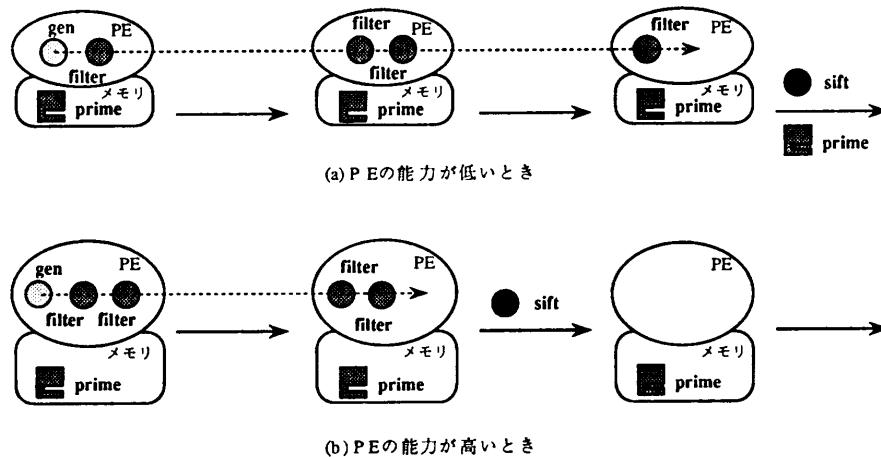 gen PE
filter
メモリ
prime
filter PE
filter
メモリ
prime
filter
PE
メモリ
prime
sift
prime
(a) PEの能力が低いとき
gen PE
filter filter
メモリ
prime
filter PE
filter
メモリ
prime
sift
PE
メモリ
prime
(b) PEの能力が高いとき